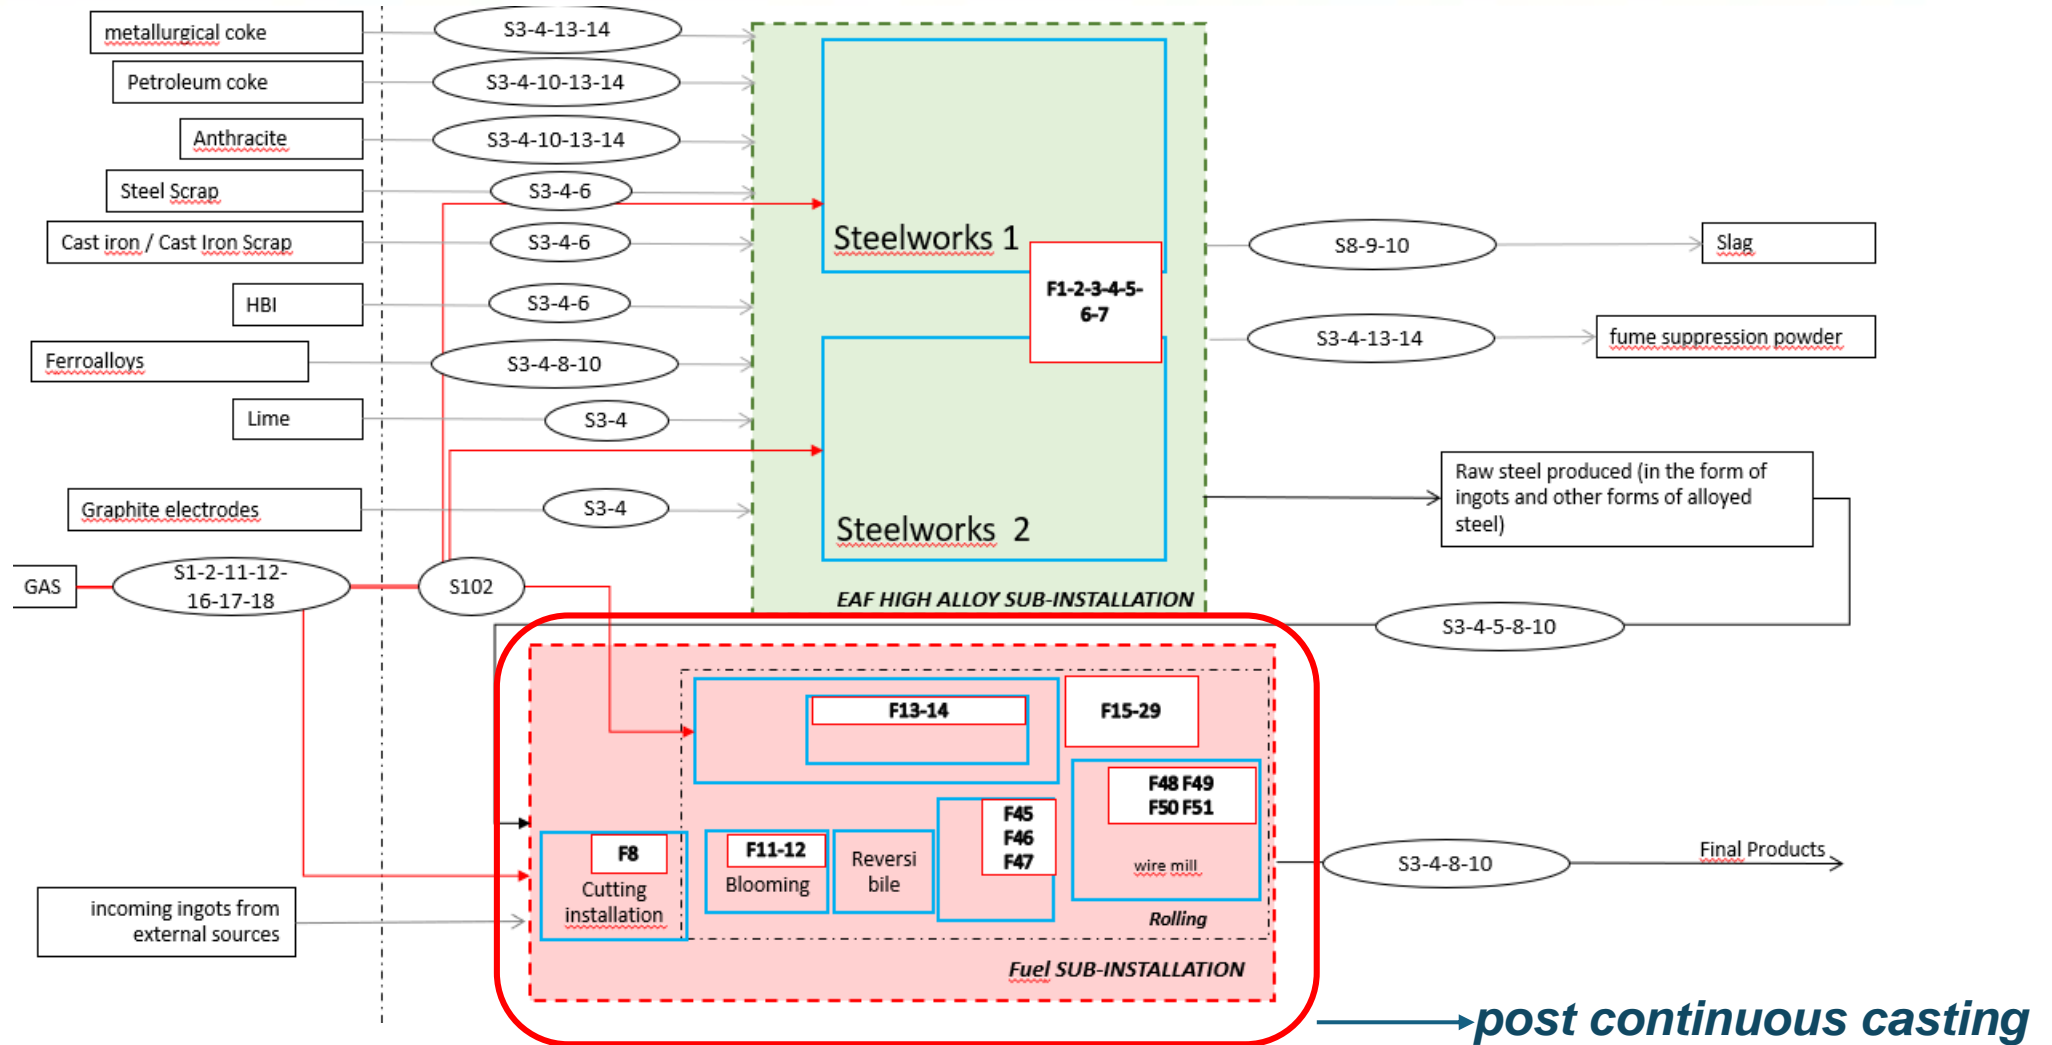 metallurgical coke
S3-4-13-14
Petroleum coke
S3-4-10-13-14
Anthracite
S3-4-10-13-14
Steel Scrap
S3-4-6
Cast iron / Cast Iron Scrap
S3-4-6
HBI
S3-4-6
Ferroalloys
S3-4-8-10
Lime
S3-4
Graphite electrodes
S3-4
GAS
S1-2-11-12-
16-17-18
S102
Steelworks 1
F1-2-3-4-5-
6-7
Steelworks 2
EAF HIGH ALLOY SUB-INSTALLATION
S8-9-10
Slag
S3-4-13-14
fume suppression powder
Raw steel produced (in the form of
ingots and other forms of alloyed
steel)
S3-4-5-8-10
F13-14
F15-29
F48 F49
F50 F51
wire mill
F45
F46
F47
F8
Cutting
installation
F11-12
Blooming
Reversi
bile
Rolling
Fuel SUB-INSTALLATION
incoming ingots from
external sources
S3-4-8-10
Final Products
post continuous casting